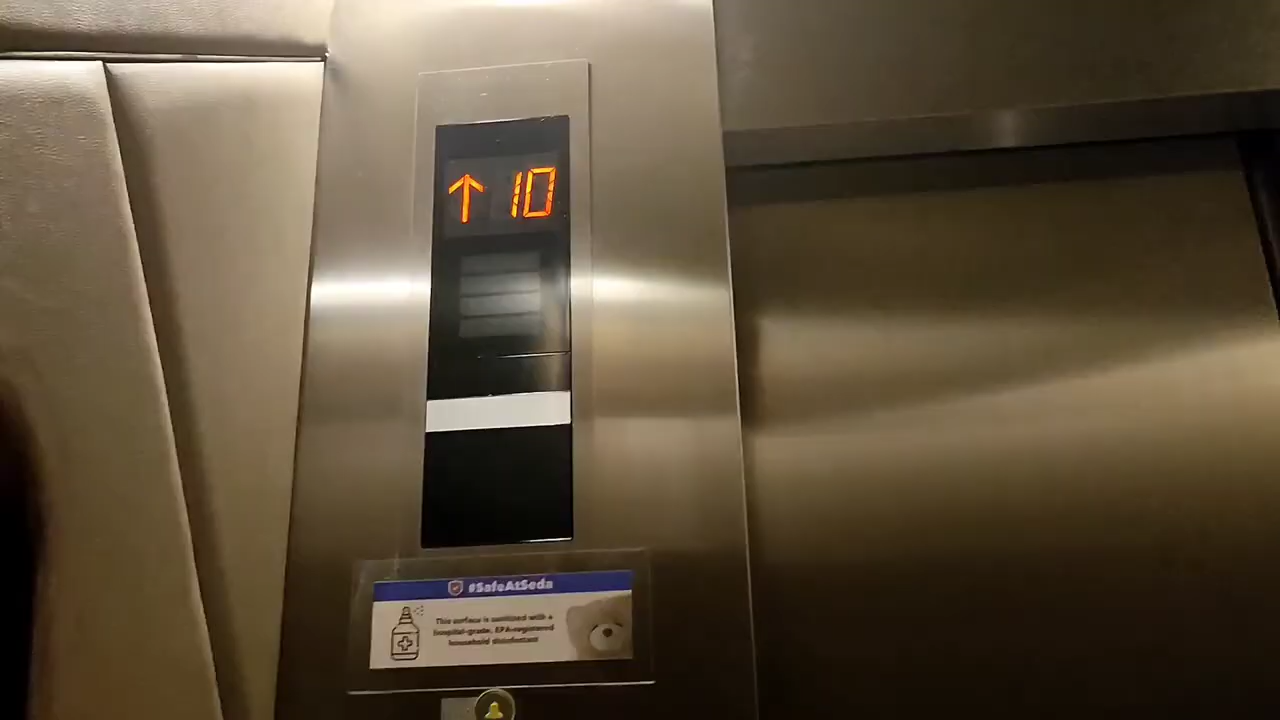 ↑ 10
#SafeAtSeda
This surface is sanitized with a
hospital-grade, EPA-registered
household disinfectant